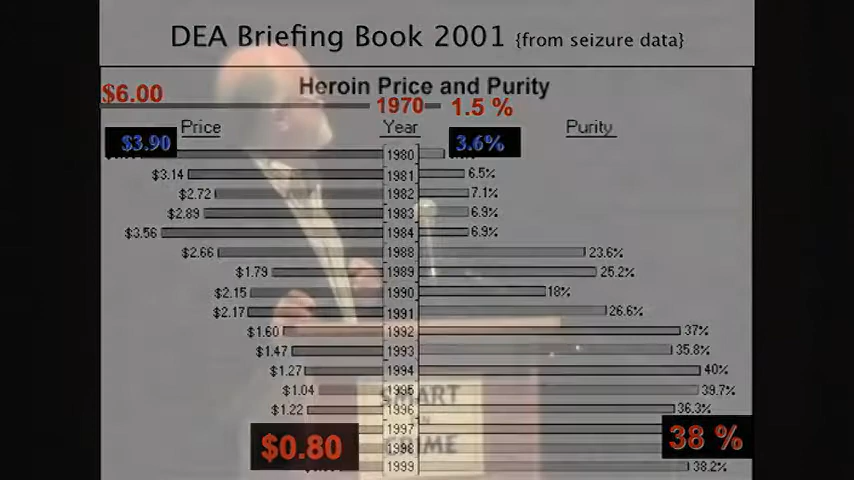 DEA Briefing Book 2001 {from seizure data}
Heroin Price and Purity
$6.00 1970 1.5 %
Price Year Purity
$3.90 1980 3.6%
$3.14 1981 6.5%
$2.72 1982 7.1%
$2.89 1983 6.9%
$3.56 1984 6.9%
$2.66 1988 23.6%
$1.79 1989 25.2%
$2.15 1990 18%
$2.17 1991 26.6%
$1.60 1992 37%
$1.47 1993 35.8%
$1.27 1994 40%
$1.04 1995 39.7%
$1.22 1996 36.3%
SMART
CRIME
1997
$0.80 1998 38 %
1999 38.2%